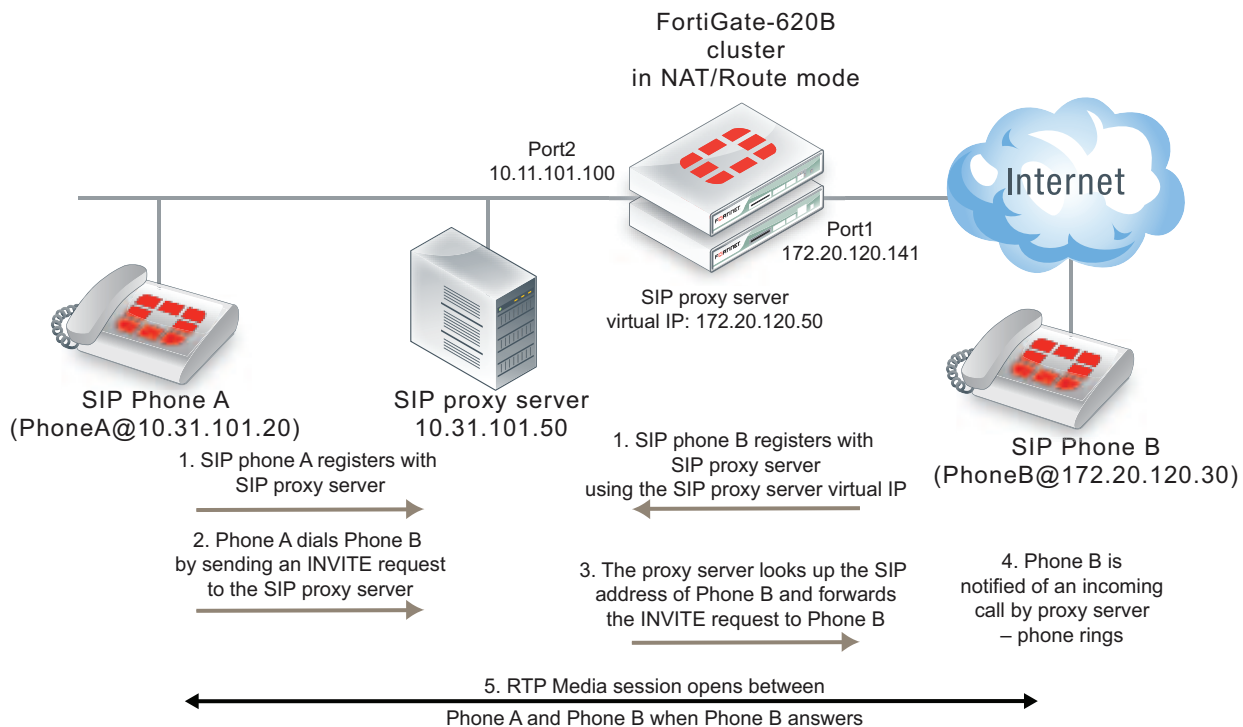 FortiGate-620B
cluster
in NAT/Route mode
Port2
10.11.101.100
Internet
FORTINET
FORTINET
Port1
172.20.120.141
SIP proxy server
virtual IP: 172.20.120.50
SIP Phone A
(PhoneA@10.31.101.20)
SIP proxy server
10.31.101.50
SIP Phone B
(PhoneB@172.20.120.30)
1. SIP phone A registers with
SIP proxy server
1. SIP phone B registers with
SIP proxy server
using the SIP proxy server virtual IP
2. Phone A dials Phone B
by sending an INVITE request
to the SIP proxy server
3. The proxy server looks up the SIP
address of Phone B and forwards
the INVITE request to Phone B
4. Phone B is
notified of an incoming
call by proxy server
– phone rings
5. RTP Media session opens between
Phone A and Phone B when Phone B answers